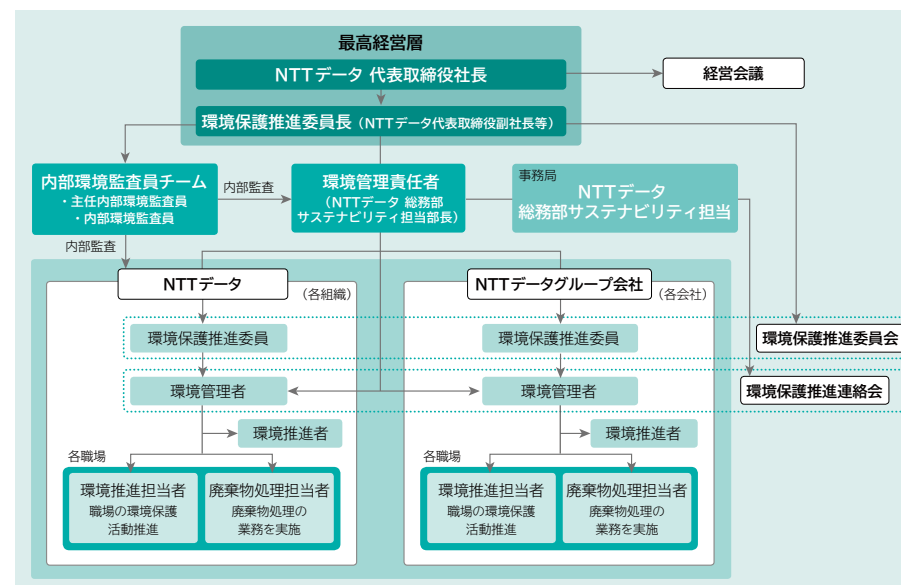 最高経営層
NTTデータ 代表取締役社長
経営会議
環境保護推進委員長（NTTデータ代表取締役副社長等）
内部環境監査員チーム
・主任内部環境監査員
・内部環境監査員
内部監査
環境管理責任者
（NTTデータ 総務部
サステナビリティ担当部長）
事務局
NTTデータ
総務部サステナビリティ担当
内部監査
NTTデータ
（各組織）
NTTデータグループ会社
（各会社）
環境保護推進委員
環境保護推進委員
環境保護推進委員会
環境管理者
環境管理者
環境保護推進連絡会
環境推進者
環境推進者
各職場
環境推進担当者
職場の環境保護
活動推進
廃棄物処理担当者
廃棄物処理の
業務を実施
各職場
環境推進担当者
職場の環境保護
活動推進
廃棄物処理担当者
廃棄物処理の
業務を実施